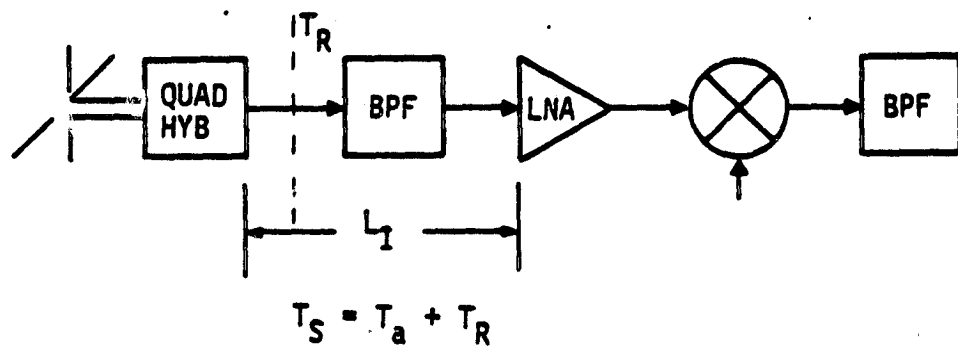 T_R
QUAD
HYB
BPF
LNA
BPF
L_I
T_S = T_a + T_R